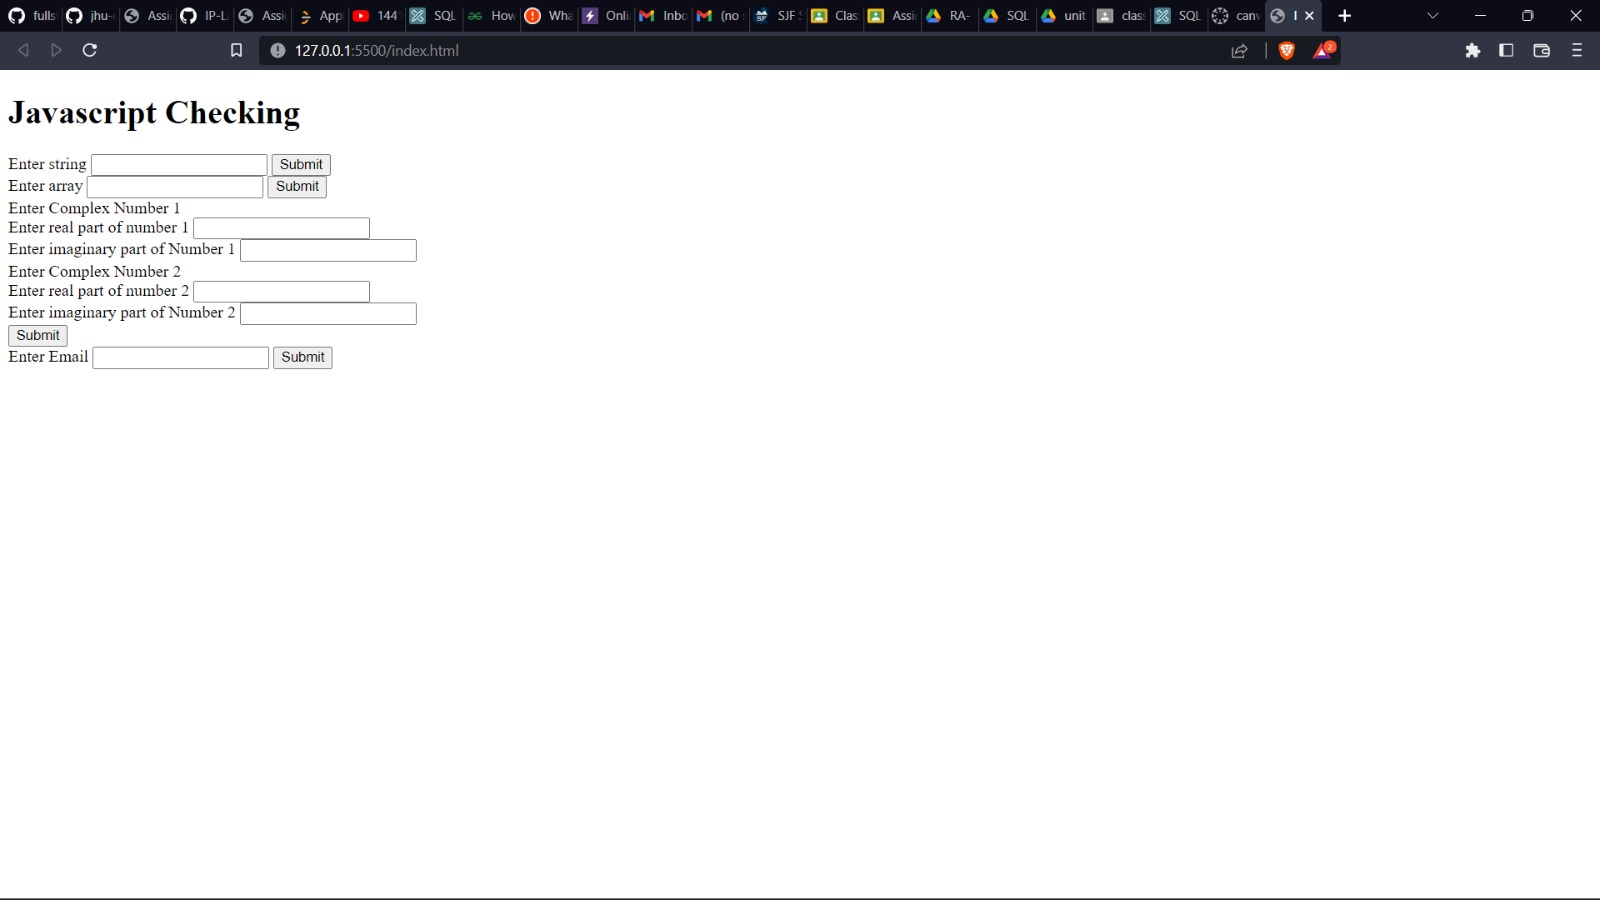 fulls jhu- Assi IP-L Assi App 144 SQL How Wha Onli Inbo (no SJF Clas Assi RA- SQL unit clas SQL can
127.0.0.1:5500/index.html
2
Javascript Checking
Enter string Submit
Enter array Submit
Enter Complex Number 1
Enter real part of number 1
Enter imaginary part of Number 1
Enter Complex Number 2
Enter real part of number 2
Enter imaginary part of Number 2
Submit
Enter Email Submit